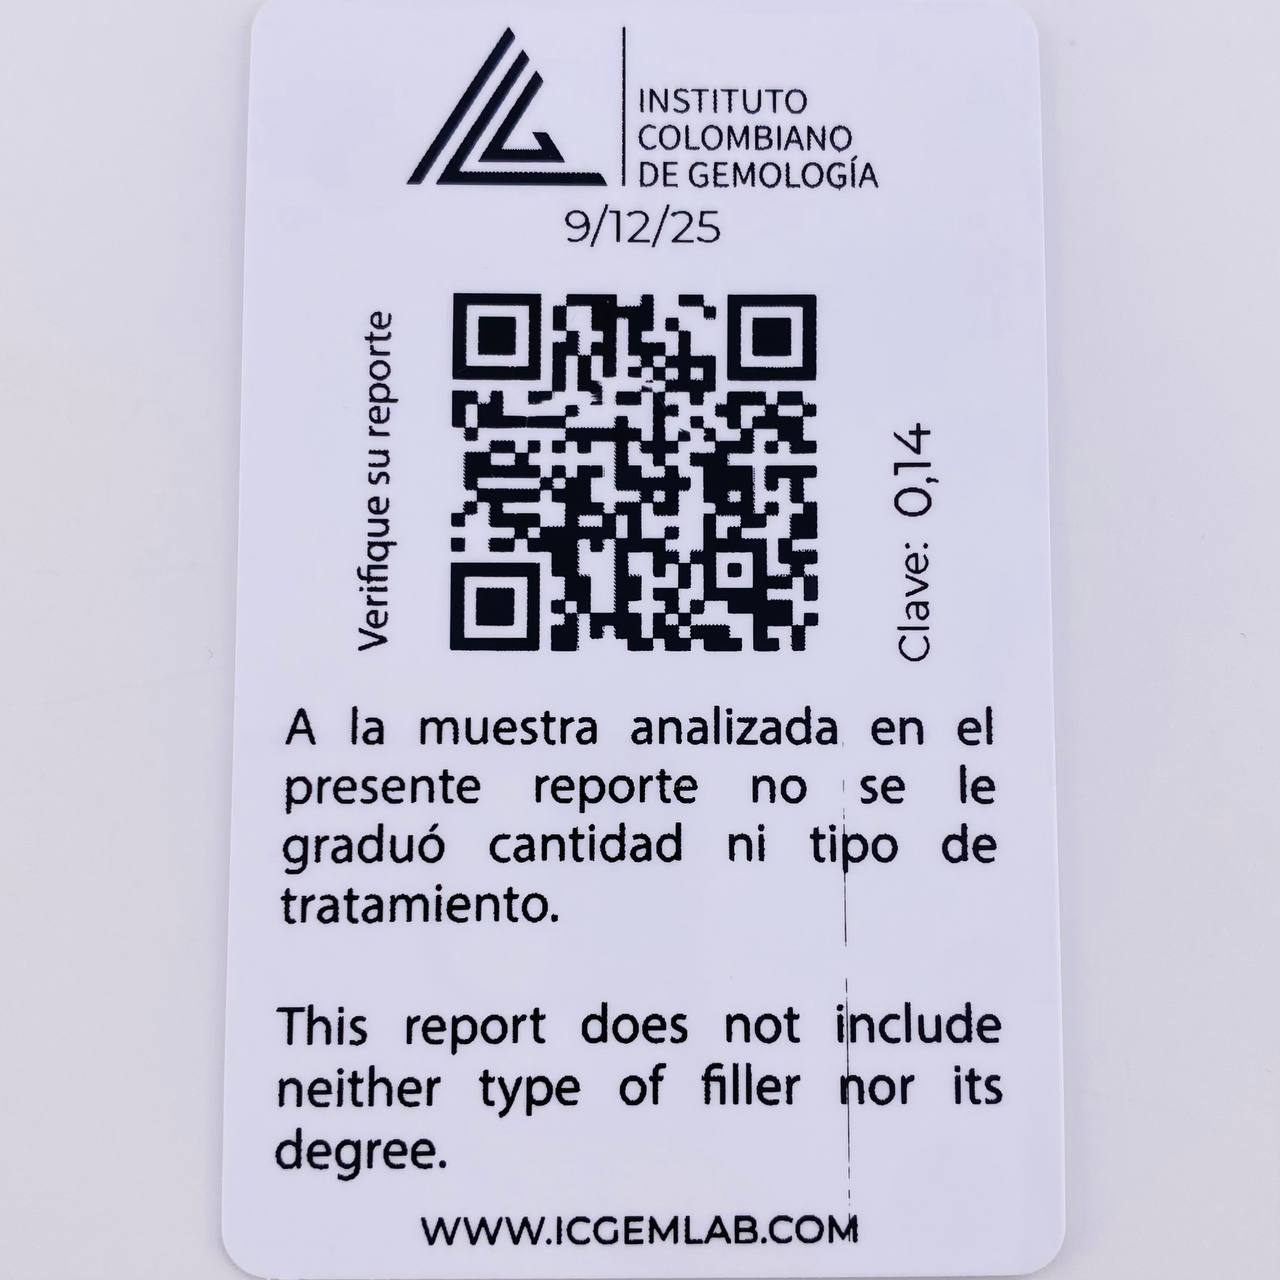 INSTITUTO
COLOMBIANO
DE GEMOLOGÍA
9/12/25
Verifique su reporte
Clave: 0,14
A la muestra analizada en el
presente reporte no se le
graduó cantidad ni tipo de
tratamiento.
This report does not include
neither type of filler nor its
degree.
WWW.ICGEMLAB.COM